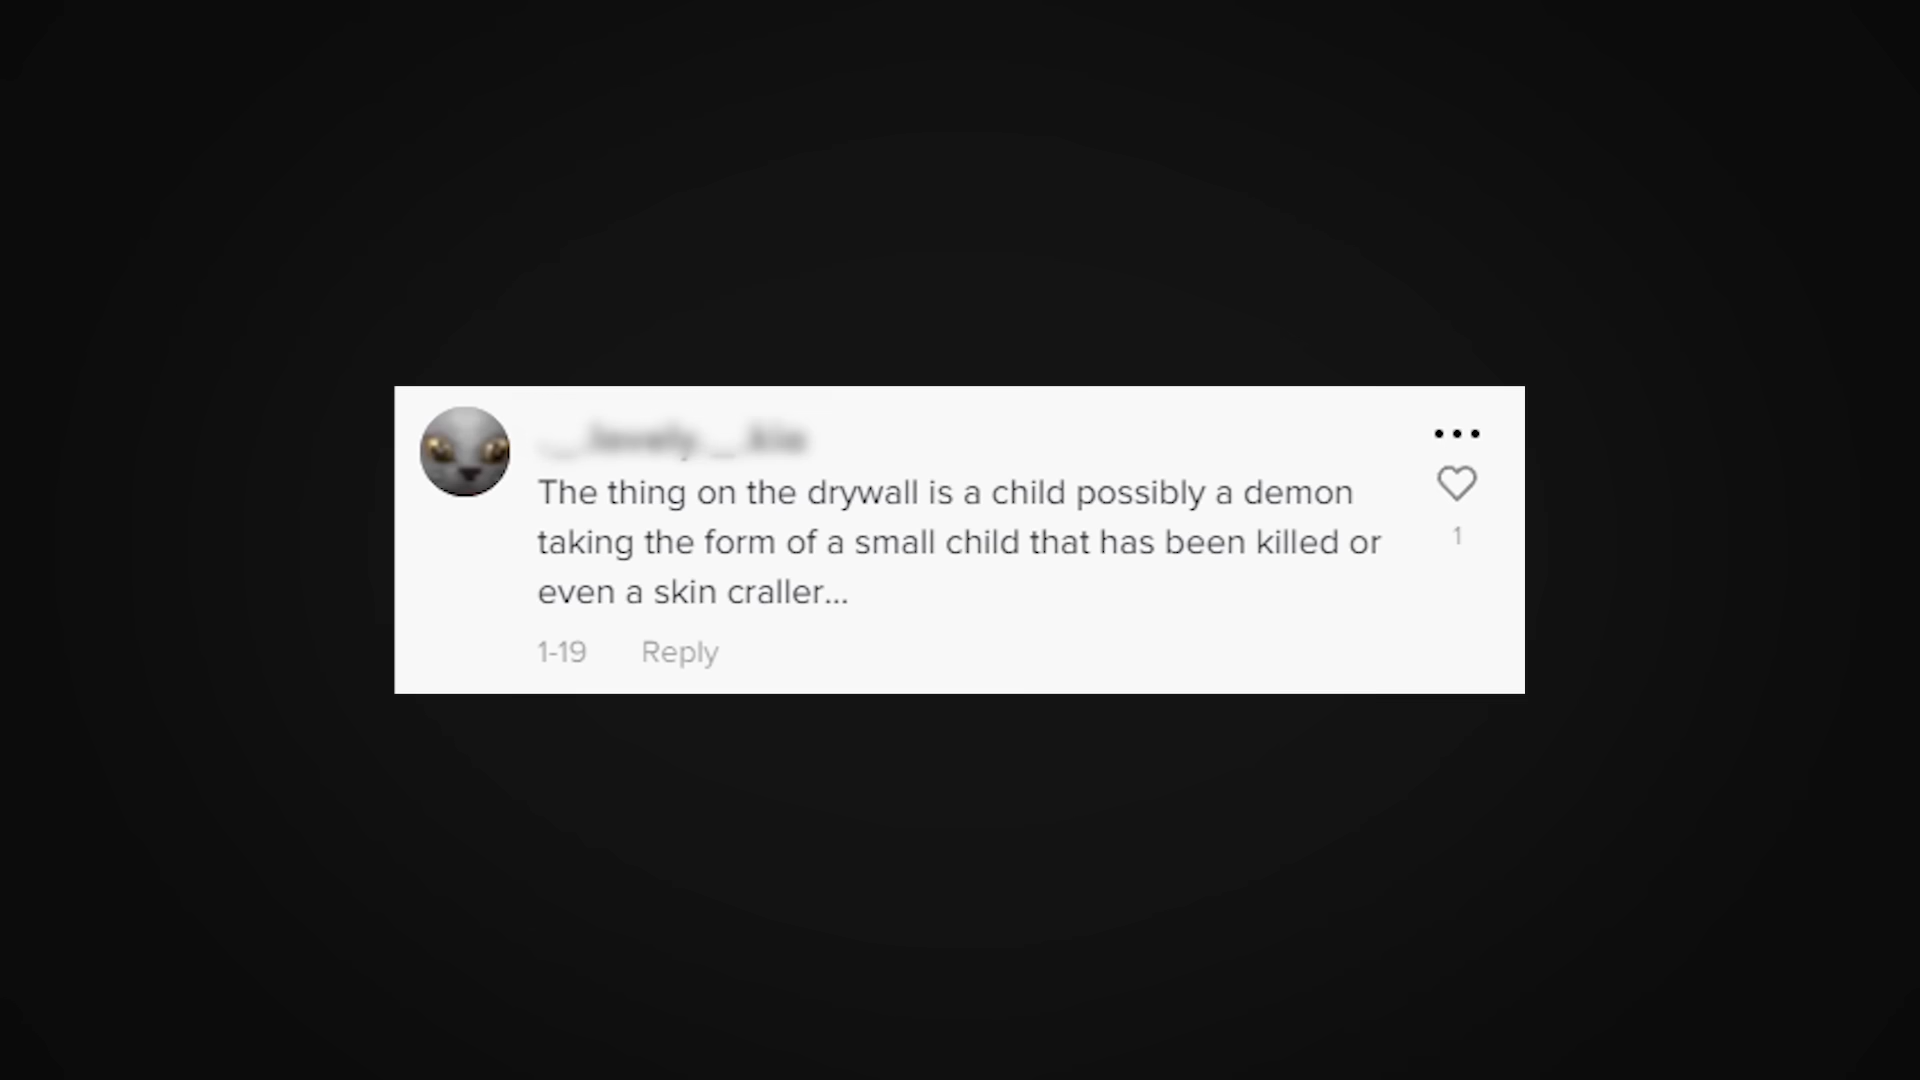 The thing on the drywall is a child possibly a demon
taking the form of a small child that has been killed or
even a skin craller...
1
1-19 Reply